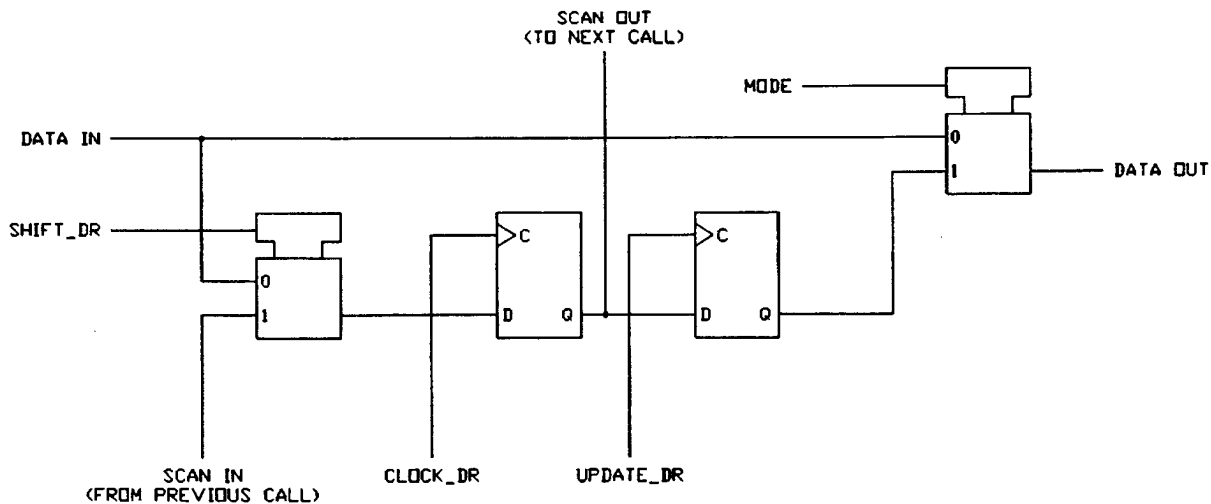 SCAN OUT
(TO NEXT CALL)
MODE
DATA IN
0
1
DATA OUT
SHIFT_DR
C
C
0
1
D
Q
D
Q
SCAN IN
(FROM PREVIOUS CALL)
CLOCK_DR
UPDATE_DR